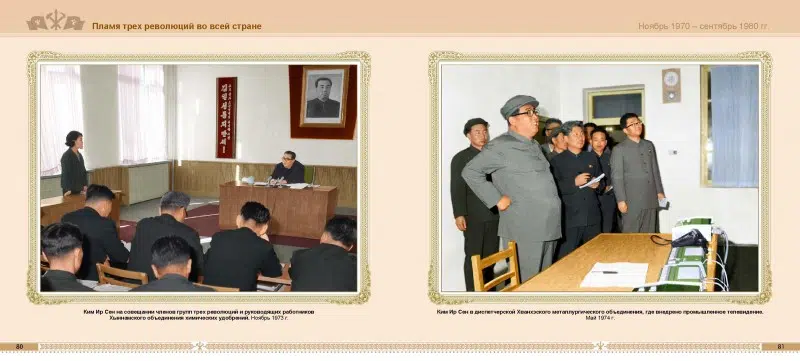 Пламя трех революций во всей стране
Ноябрь 1970 – сентябрь 1980 гг.
Ким Ир Сен на совещании членов групп трех революций и руководящих работников
Хыннамского объединения химических удобрений. Ноябрь 1973 г.
Ким Ир Сен в диспетчерской Хванхэского металлургического объединения, где внедрено промышленное телевидение.
Май 1974 г.
80
81